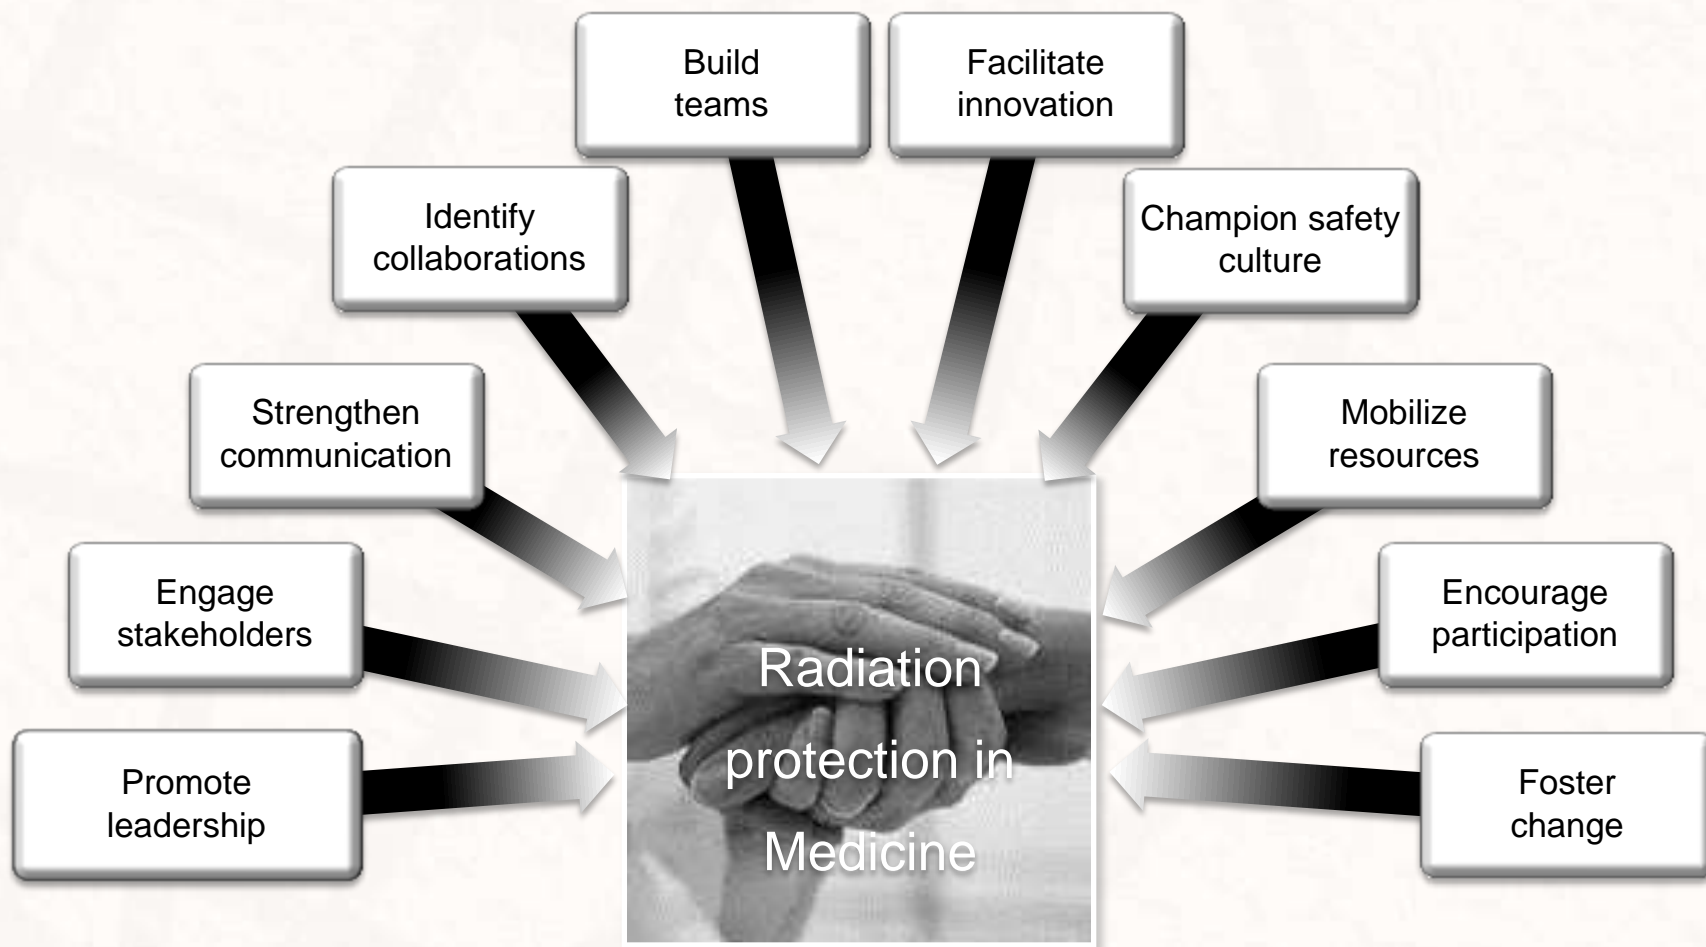 Build
teams
Facilitate
innovation
Identify
collaborations
Champion safety
culture
Strengthen
communication
Mobilize
resources
Engage
stakeholders
Encourage
participation
Promote
leadership
Foster
change
Radiation
protection in
Medicine